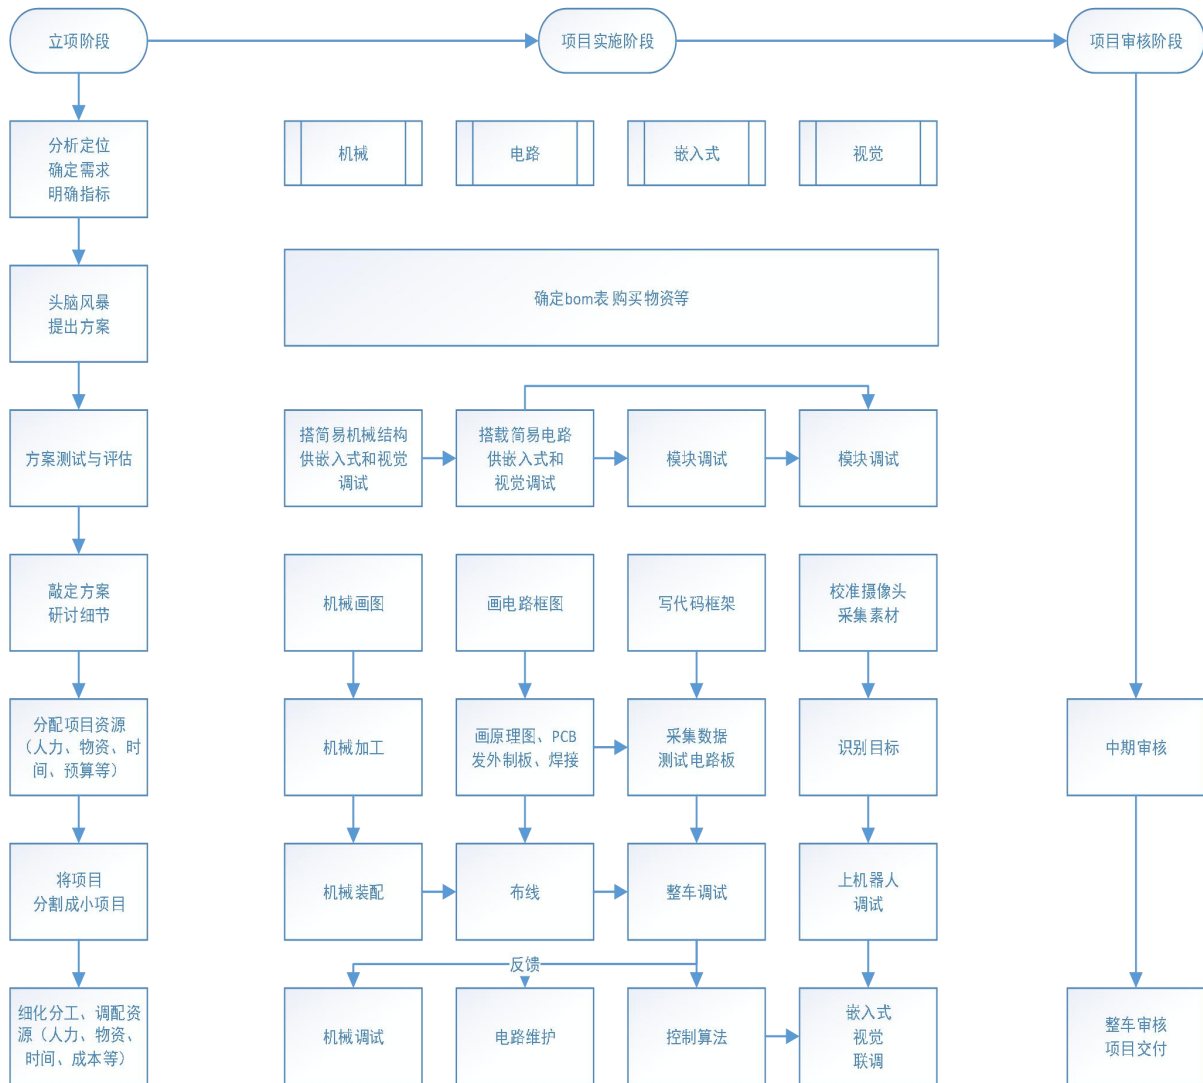 立项阶段
项目实施阶段
项目审核阶段
分析定位
确定需求
明确指标
机械
电路
嵌入式
视觉
头脑风暴
提出方案
确定bom表 购买物资等
方案测试与评估
搭简易机械结构
供嵌入式和视觉
调试
搭载简易电路
供嵌入式和
视觉调试
模块调试
模块调试
敲定方案
研讨细节
机械画图
画电路框图
写代码框架
校准摄像头
采集素材
分配项目资源
（人力、物资、时
间、预算等）
机械加工
画原理图、PCB
发外制板、焊接
采集数据
测试电路板
识别目标
中期审核
将项目
分割成小项目
机械装配
布线
整车调试
上机器人
调试
反馈
细化分工、调配资
源（人力、物资、
时间、成本等）
机械调试
电路维护
控制算法
嵌入式
视觉
联调
整车审核
项目交付